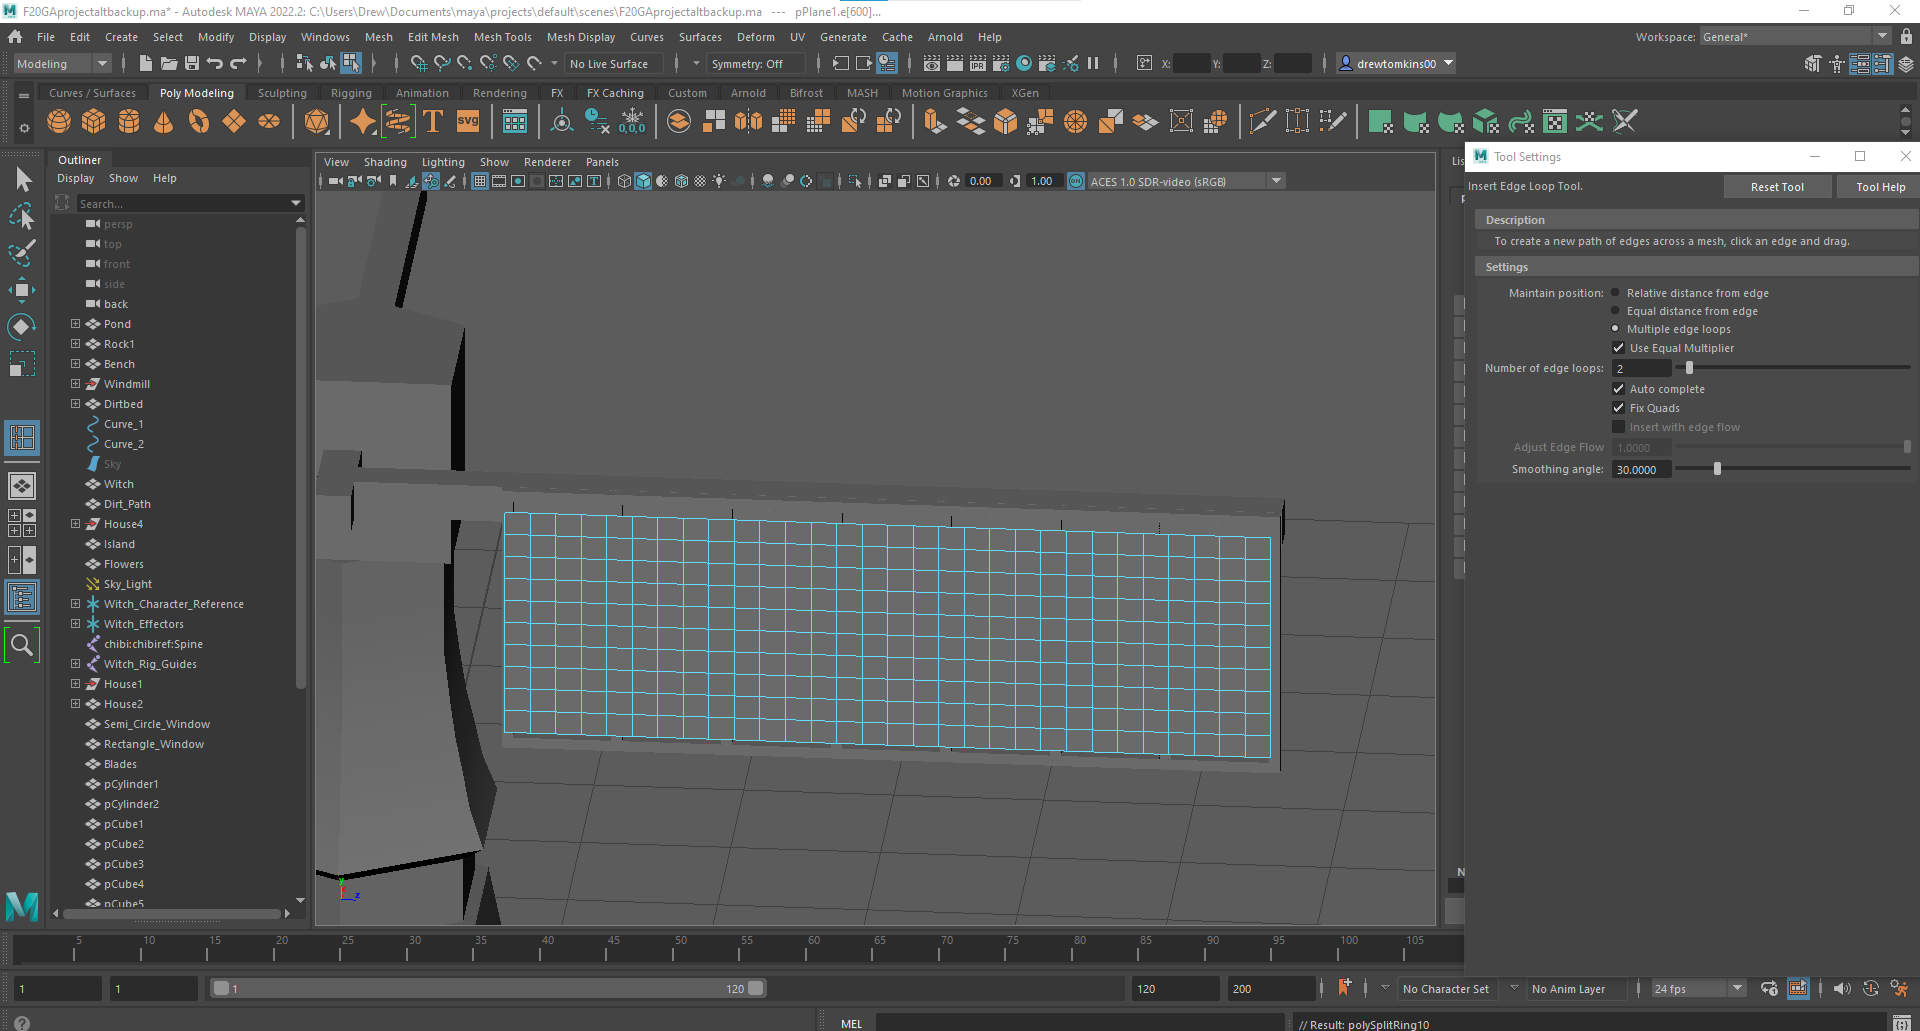 F20GAprojectaltbackup.ma* - Autodesk MAYA 2022.2: C:\Users\Drew\Documents\maya\projects\default\scenes\F20GAprojectaltbackup.ma --- pPlane1.e[600]...
File Edit Create Select Modify Display Windows Mesh Edit Mesh Mesh Tools Mesh Display Curves Surfaces Deform UV Generate Cache Arnold Help Workspace: General*
Modeling No Live Surface Symmetry: Off IPR X: Y: Z: drewtomkins00
Curves / Surfaces Poly Modeling Sculpting Rigging Animation Rendering FX FX Caching Custom Arnold Bifrost MASH Motion Graphics XGen
T svg 0,0,0
Outliner
Display Show Help
Search...
persp
top
front
side
back
Pond
Rock1
Bench
Windmill
Dirtbed
Curve_1
Curve_2
Sky
Witch
Dirt_Path
House4
Island
Flowers
Sky_Light
Witch_Character_Reference
Witch_Effectors
chibi:chibiref:Spine
Witch_Rig_Guides
House1
House2
Semi_Circle_Window
Rectangle_Window
Blades
pCylinder1
pCylinder2
pCube1
pCube2
pCube3
pCube4
pCube5
View Shading Lighting Show Renderer Panels
0.00 1.00 ON ACES 1.0 SDR-video (sRGB)
y
z
Lis
N
Tool Settings
Insert Edge Loop Tool. Reset Tool Tool Help
Description
To create a new path of edges across a mesh, click an edge and drag.
Settings
Maintain position: Relative distance from edge
Equal distance from edge
Multiple edge loops
Use Equal Multiplier
Number of edge loops: 2
Auto complete
Fix Quads
Insert with edge flow
Adjust Edge Flow 1.0000
Smoothing angle: 30.0000
5 10 15 20 25 30 35 40 45 50 55 60 65 70 75 80 85 90 95 100 105
1 1 1 120 120 200 No Character Set No Anim Layer 24 fps
MEL // Result: polySplitRing10